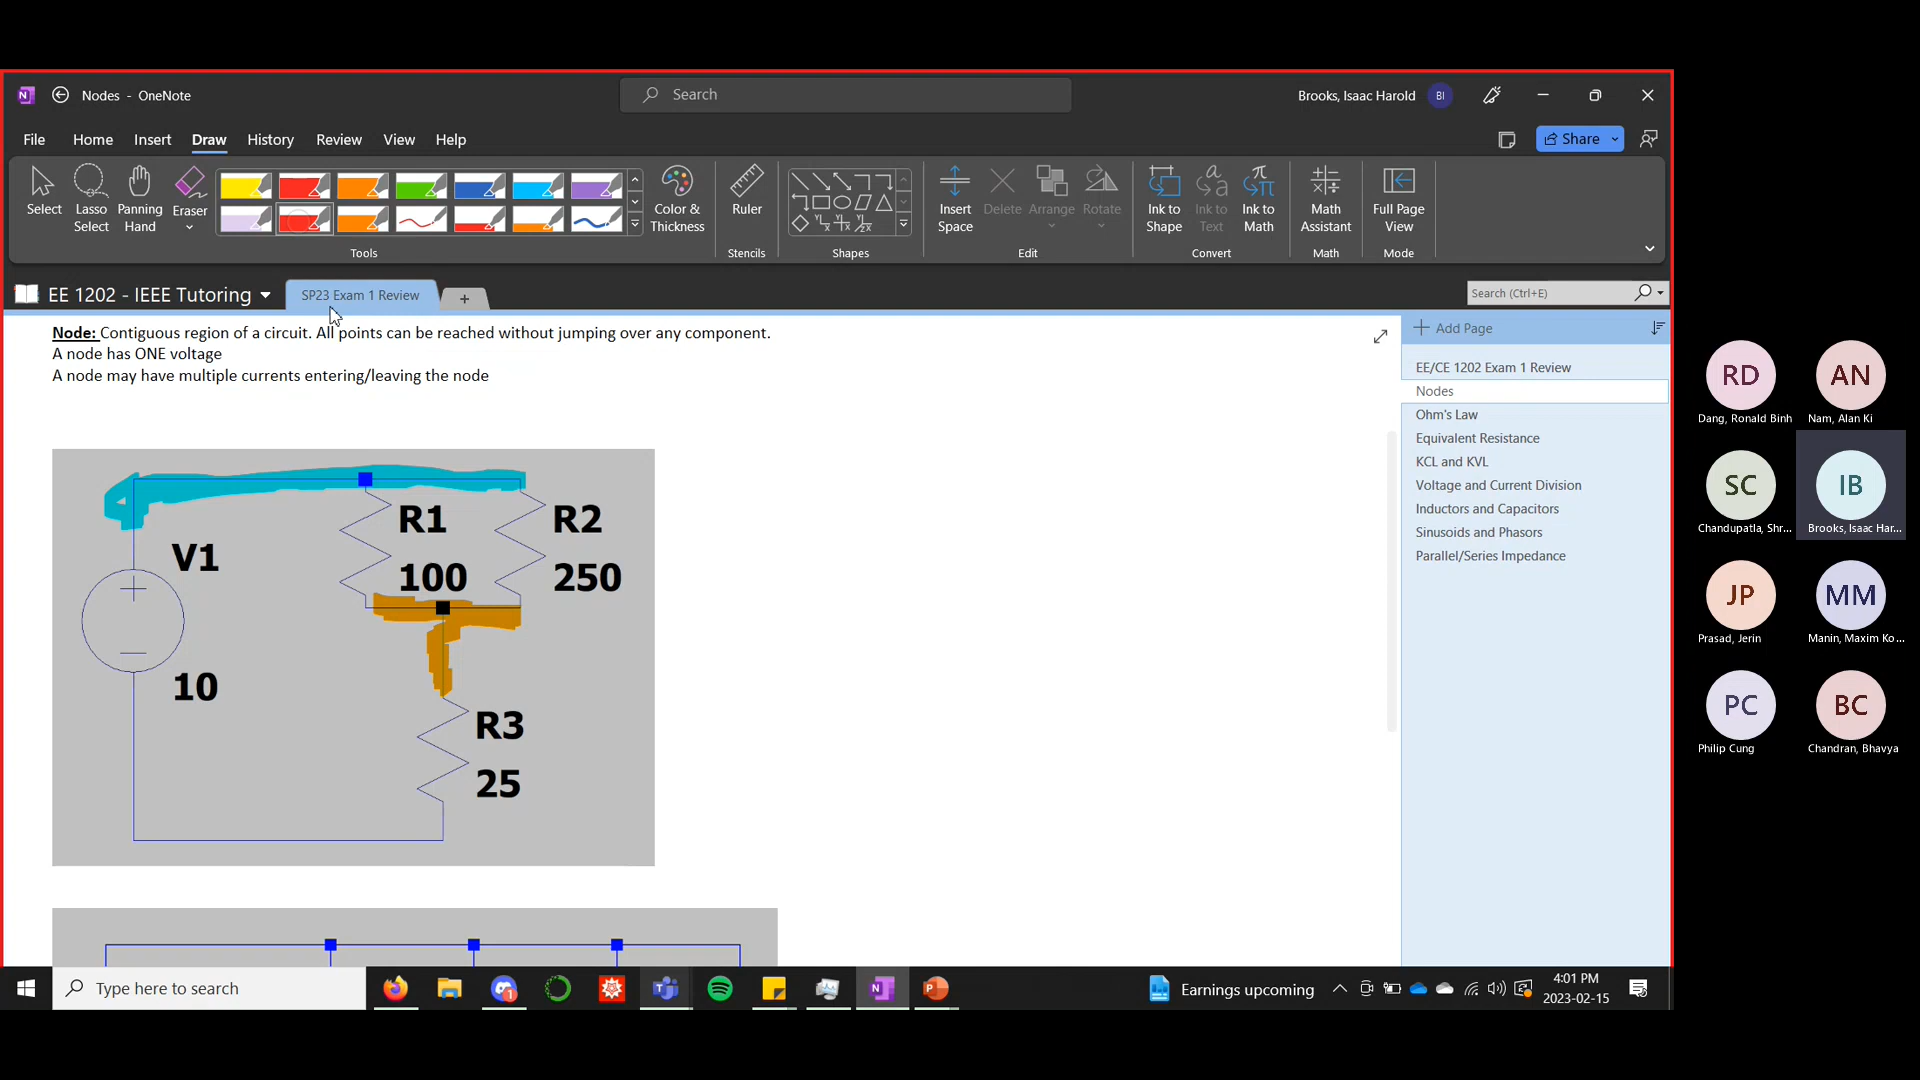 Nodes - OneNote
Search
Brooks, Isaac Harold
BI
File Home Insert Draw History Review View Help
Share
Select
Lasso Select
Panning Hand
Eraser
Color & Thickness
Ruler
Insert Space
Delete
Arrange
Rotate
Ink to Shape
Ink to Text
Ink to Math
Math Assistant
Full Page View
Tools
Stencils
Shapes
Edit
Convert
Math
Mode
EE 1202 - IEEE Tutoring
SP23 Exam 1 Review
Search (Ctrl+E)
Node: Contiguous region of a circuit. All points can be reached without jumping over any component.
A node has ONE voltage
A node may have multiple currents entering/leaving the node
R1
100
R2
250
V1
10
R3
25
Add Page
EE/CE 1202 Exam 1 Review
Nodes
Ohm's Law
Equivalent Resistance
KCL and KVL
Voltage and Current Division
Inductors and Capacitors
Sinusoids and Phasors
Parallel/Series Impedance
RD
Dang, Ronald Binh
AN
Nam, Alan Ki
SC
Chandupatla, Shr...
IB
Brooks, Isaac Har...
JP
Prasad, Jerin
MM
Manin, Maxim Ko...
PC
Philip Cung
BC
Chandran, Bhavya
Type here to search
Earnings upcoming
4:01 PM
2023-02-15